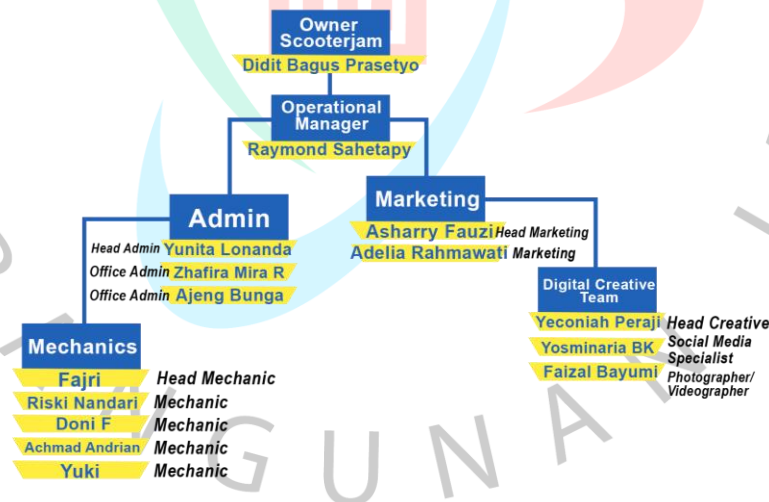 Owner
Scooterjam
Didit Bagus Prasetyo
Operational
Manager
Raymond Sahetapy
Admin
Head Admin Yunita Lonanda
Office Admin Zhafira Mira R
Office Admin Ajeng Bunga
Marketing
Asharry Fauzi Head Marketing
Adelia Rahmawati Marketing
Digital Creative
Team
Yeconiah Peraji Head Creative
Yosminaria BK Social Media
Specialist
Faizal Bayumi Photographer/
Videographer
Mechanics
Fajri Head Mechanic
Riski Nandari Mechanic
Doni F Mechanic
Achmad Andrian Mechanic
Yuki Mechanic
GUNAN